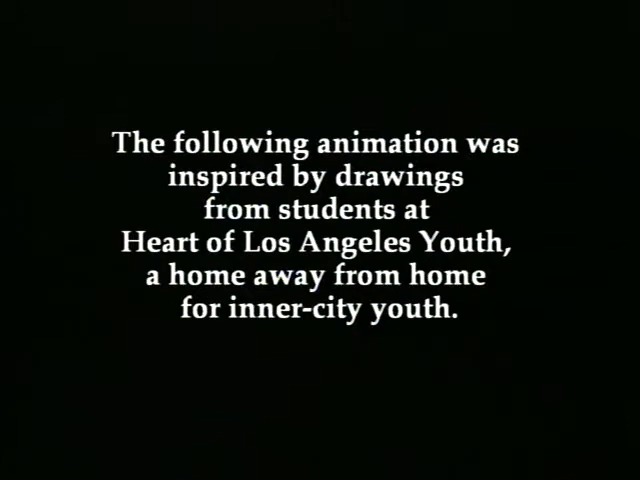 The following animation was
inspired by drawings
from students at
Heart of Los Angeles Youth,
a home away from home
for inner-city youth.